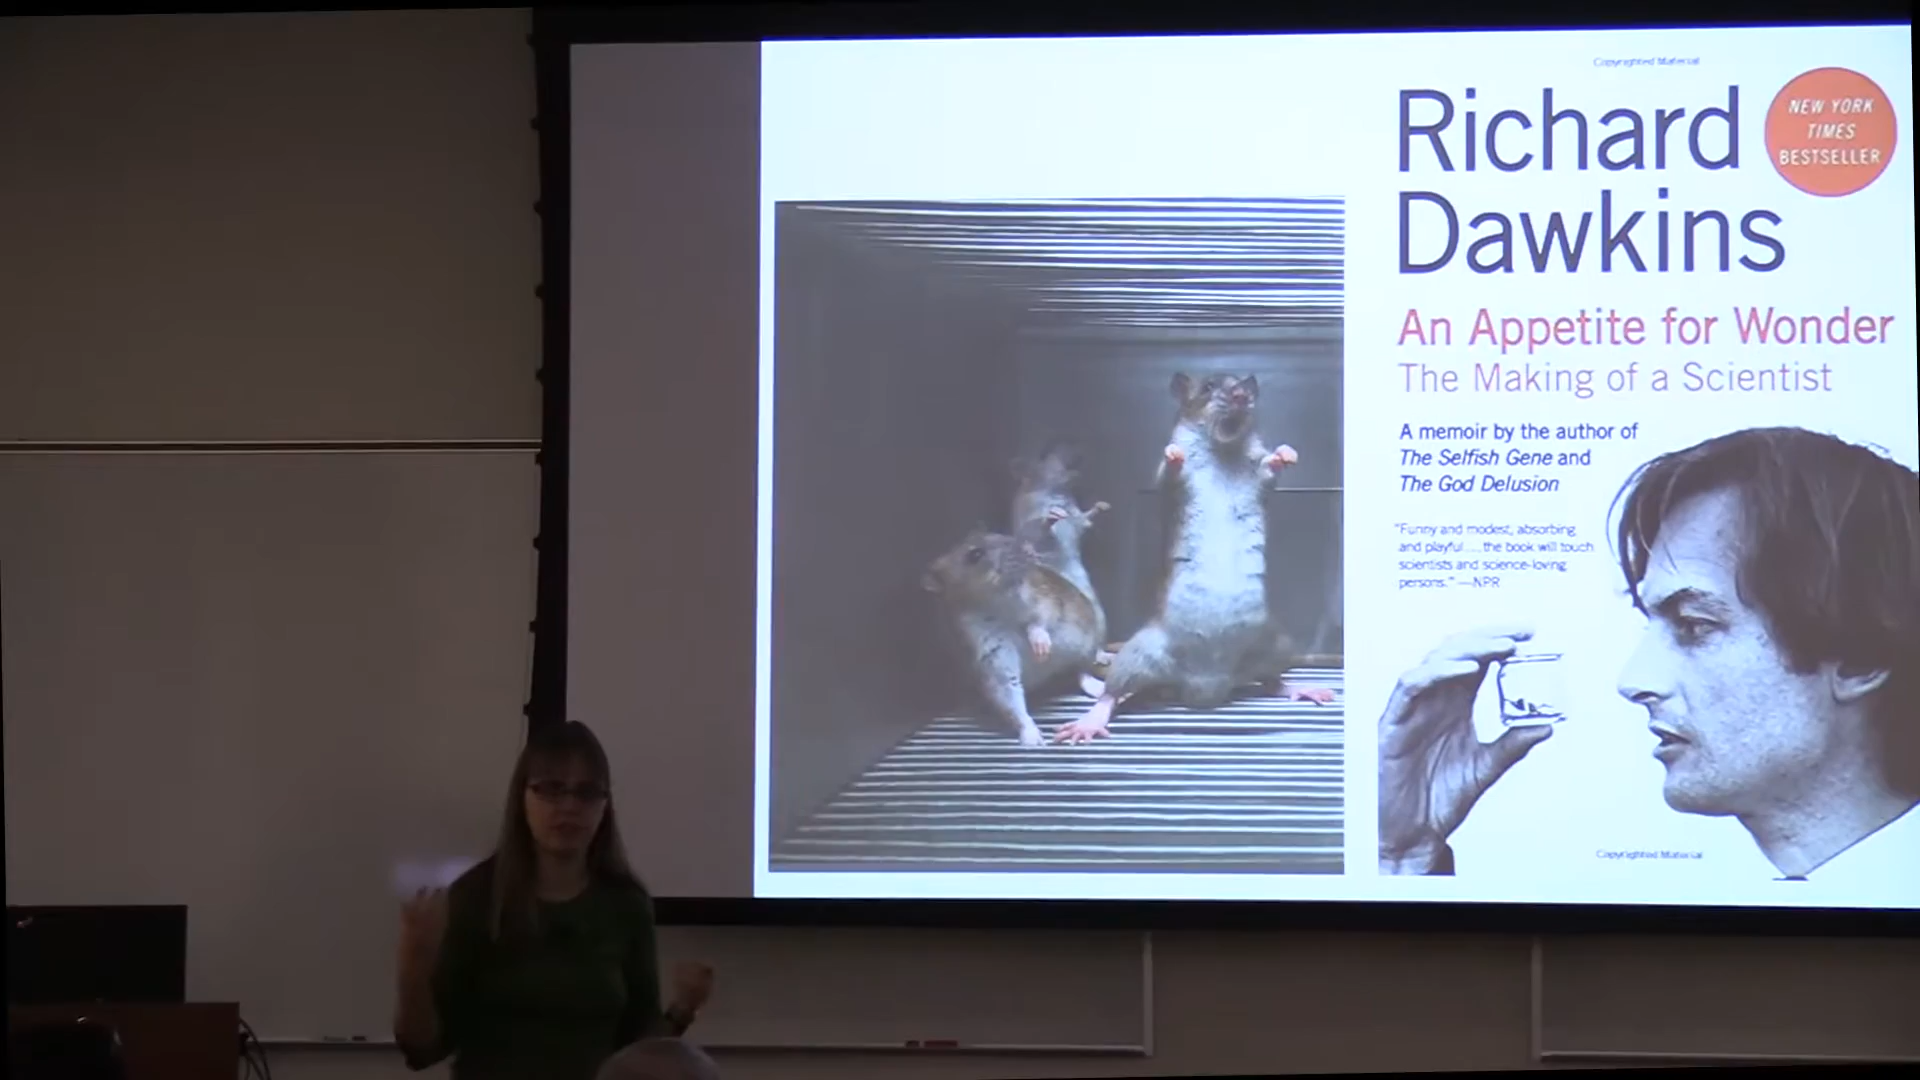 Copyrighted Material
Richard
Dawkins
NEW YORK
TIMES
BESTSELLER
An Appetite for Wonder
The Making of a Scientist
A memoir by the author of
The Selfish Gene and
The God Delusion
"Funny and modest, absorbing
and playful.... the book will touch
scientists and science-loving
persons." —NPR
Copyrighted Material